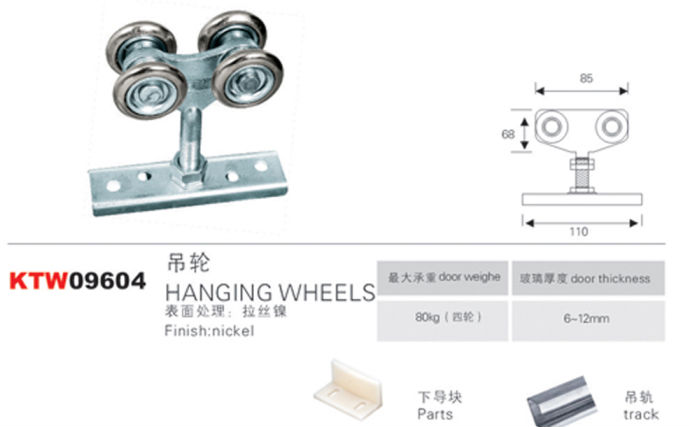 85
68
110
KTW09604
吊轮
HANGING WHEELS
表面处理：拉丝镍
Finish:nickel
最大承重 door weighe 玻璃厚度 door thickness
80kg（四轮） 6~12mm
下导块
Parts
吊轨
track